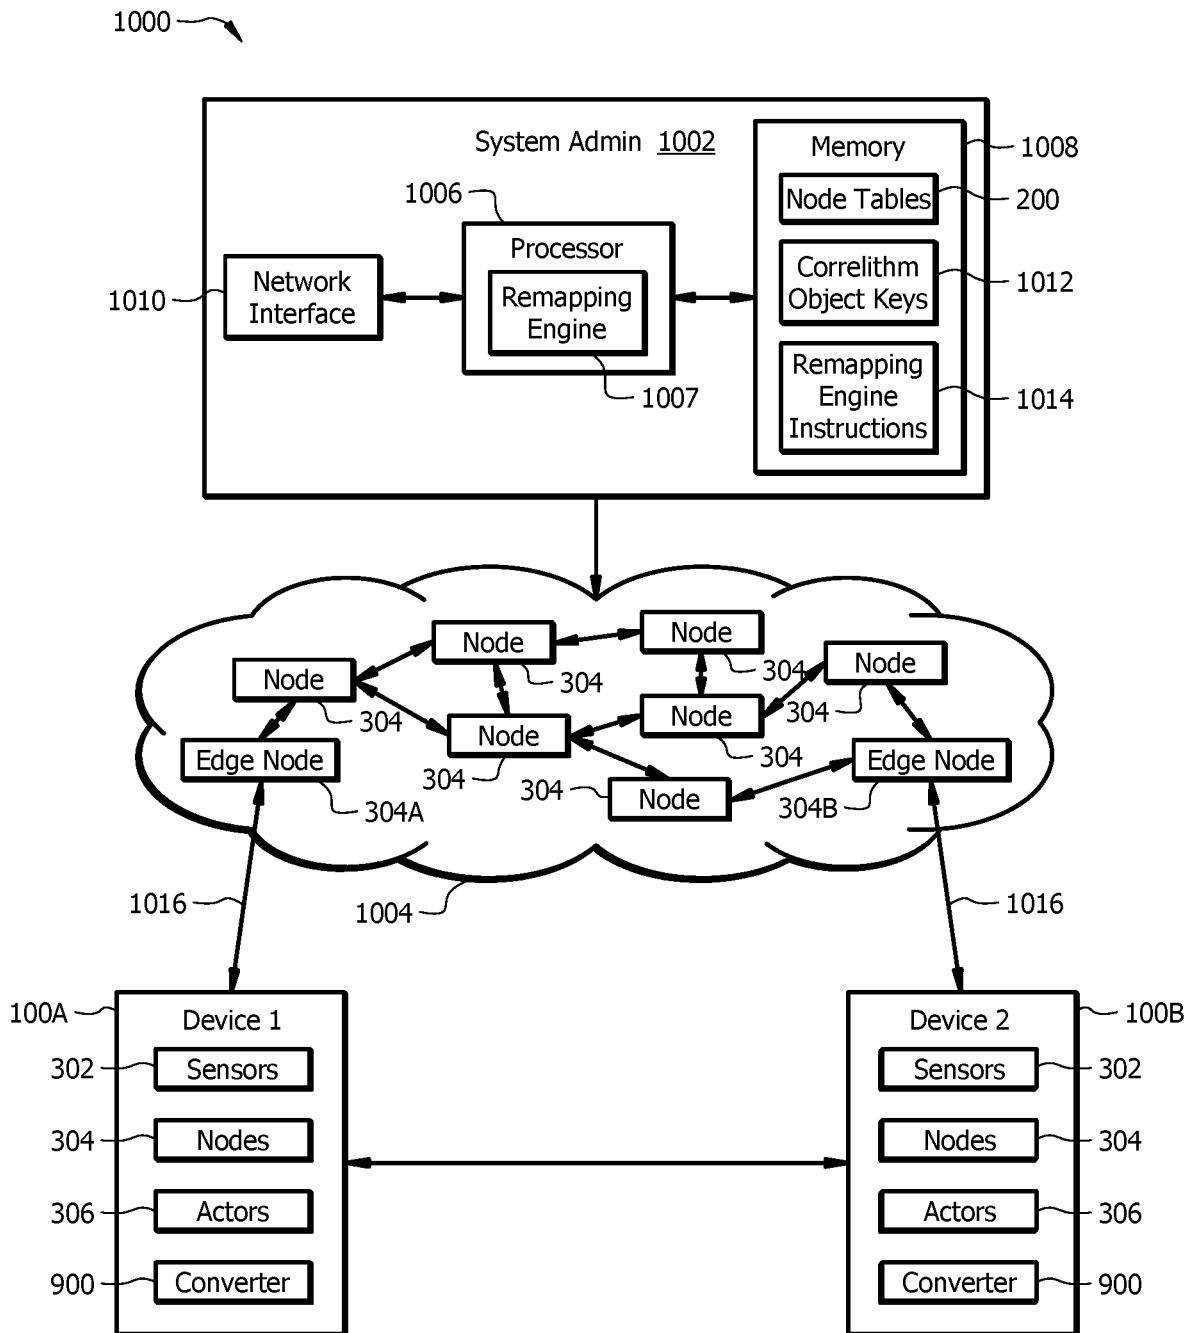 1000
System Admin 1002
Memory
1008
Node Tables
200
1006
Processor
Correlithm
Object Keys
1012
Network
Interface
1010
Remapping
Engine
1007
Remapping
Engine
Instructions
1014
Node
304
Node
304
Node
304
Node
304
Node
304
Node
304
Edge Node
304A
Node
304
Edge Node
304B
1004
1016
1016
100A
Device 1
302
Sensors
304
Nodes
306
Actors
900
Converter
100B
Device 2
Sensors
302
Nodes
304
Actors
306
Converter
900